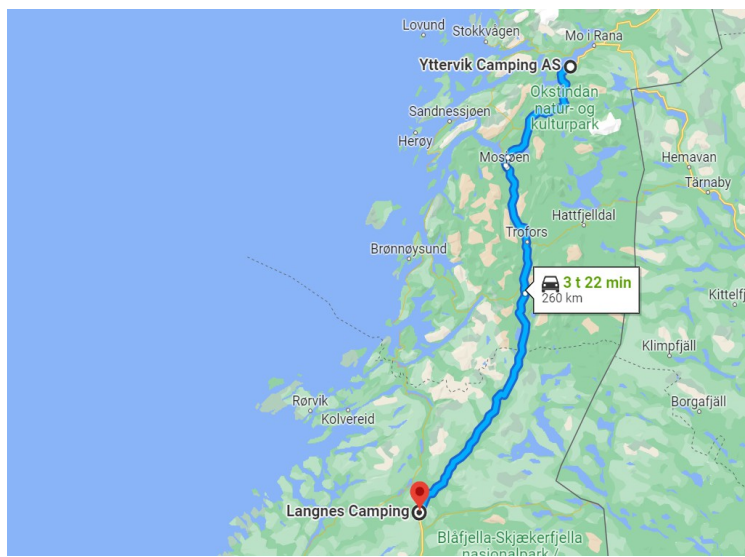 Lovund
Stokkvågen
Mo i Rana
Yttervik Camping AS
Okstindan
natur- og
kulturpark
Sandnessjøen
Herøy
Mosjøen
Hemavan
Tärnaby
Hattfjelldal
Trofors
Brønnøysund
3 t 22 min
260 km
Kittelfj
Klimpfjäll
Rørvik
Kolvereid
Borgafjäll
Langnes Camping
Blåfjella-Skjækerfjella
nasjonalpark /